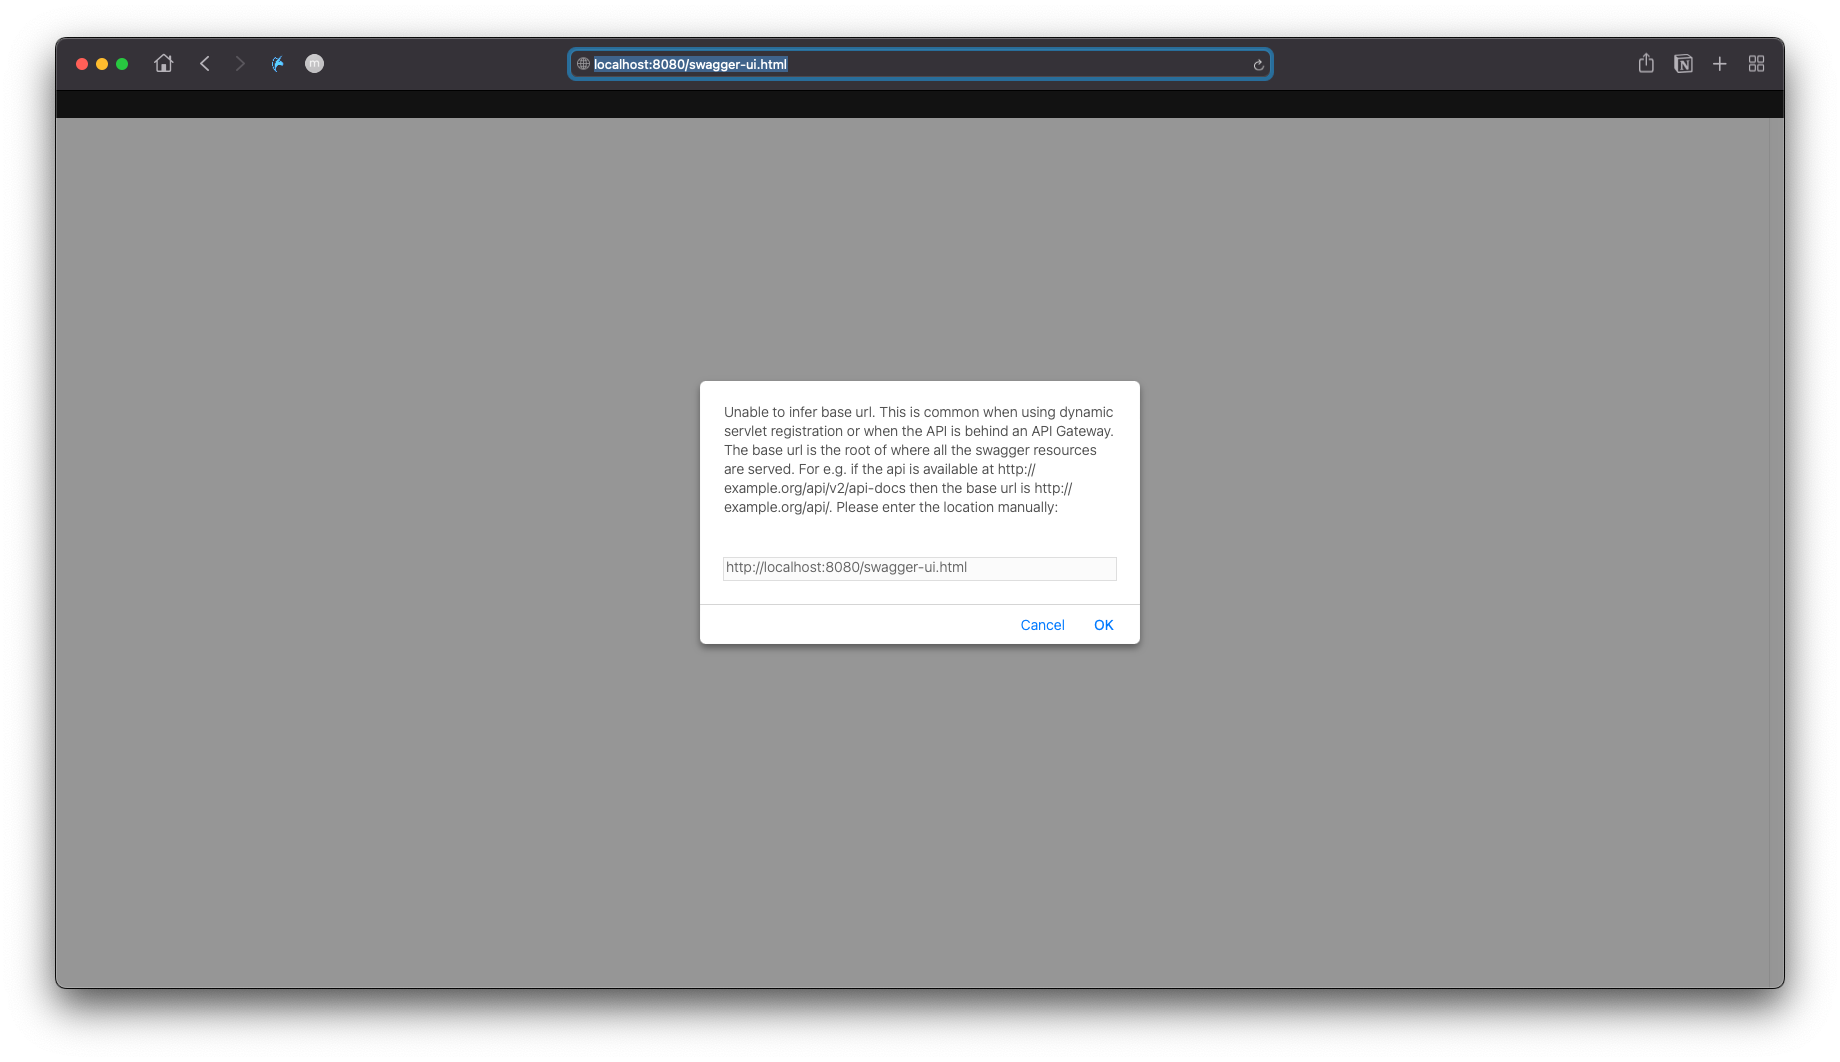 m
localhost:8080/swagger-ui.html
N
Unable to infer base url. This is common when using dynamic
servlet registration or when the API is behind an API Gateway.
The base url is the root of where all the swagger resources
are served. For e.g. if the api is available at http://
example.org/api/v2/api-docs then the base url is http://
example.org/api/. Please enter the location manually:
http://localhost:8080/swagger-ui.html
Cancel OK